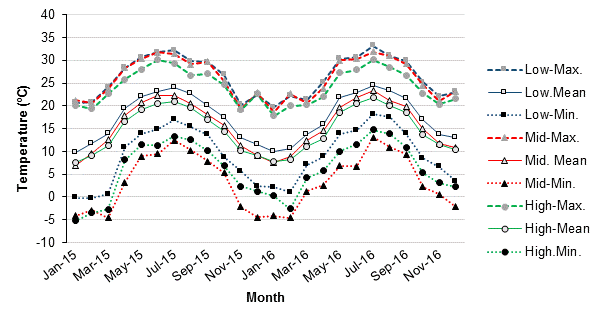 40
35
30
25
20
15
10
5
0
-5
-10
Temperature (ºC)
Jan-15
Mar-15
May-15
Jul-15
Sep-15
Nov-15
Jan-16
Mar-16
May-16
Jul-16
Sep-16
Nov-16
Month
Low-Max.
Low.Mean
Low-Min.
Mid-Max.
Mid. Mean
Mid-Min.
High-Max.
High-Mean
High.Min.